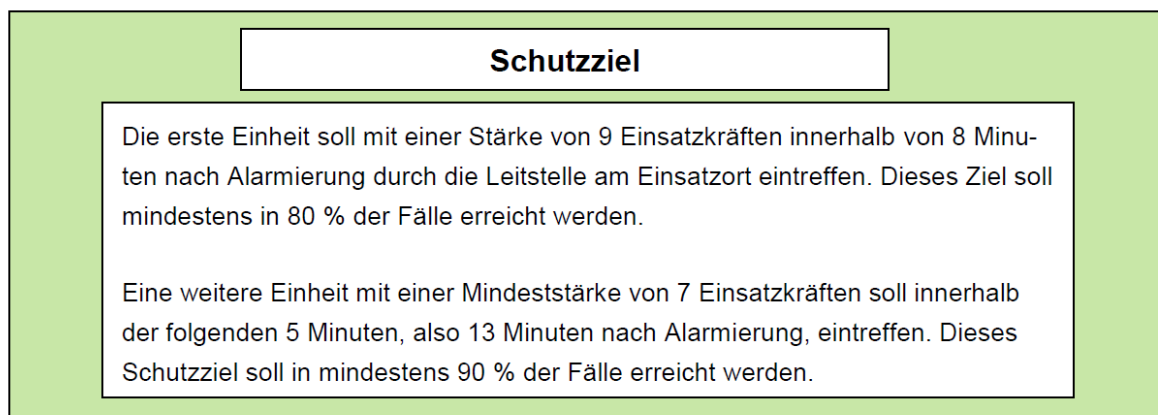 Schutzziel
Die erste Einheit soll mit einer Stärke von 9 Einsatzkräften innerhalb von 8 Minu-
ten nach Alarmierung durch die Leitstelle am Einsatzort eintreffen. Dieses Ziel soll
mindestens in 80 % der Fälle erreicht werden.
Eine weitere Einheit mit einer Mindeststärke von 7 Einsatzkräften soll innerhalb
der folgenden 5 Minuten, also 13 Minuten nach Alarmierung, eintreffen. Dieses
Schutzziel soll in mindestens 90 % der Fälle erreicht werden.